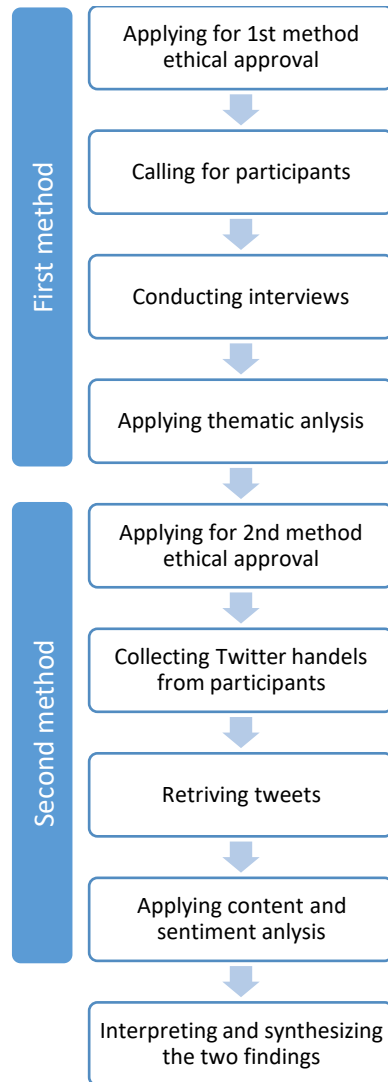 First method
Applying for 1st method
ethical approval
Calling for participants
Conducting interviews
Applying thematic anlysis
Second method
Applying for 2nd method
ethical approval
Collecting Twitter handels
from participants
Retriving tweets
Applying content and
sentiment anlysis
Interpreting and synthesizing
the two findings